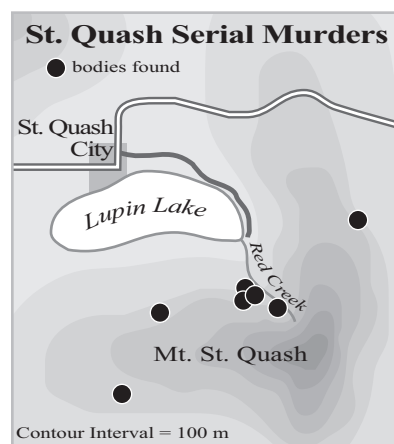 St. Quash Serial Murders
bodies found
St. Quash
City
Lupin Lake
Red Creek
Mt. St. Quash
Contour Interval = 100 m